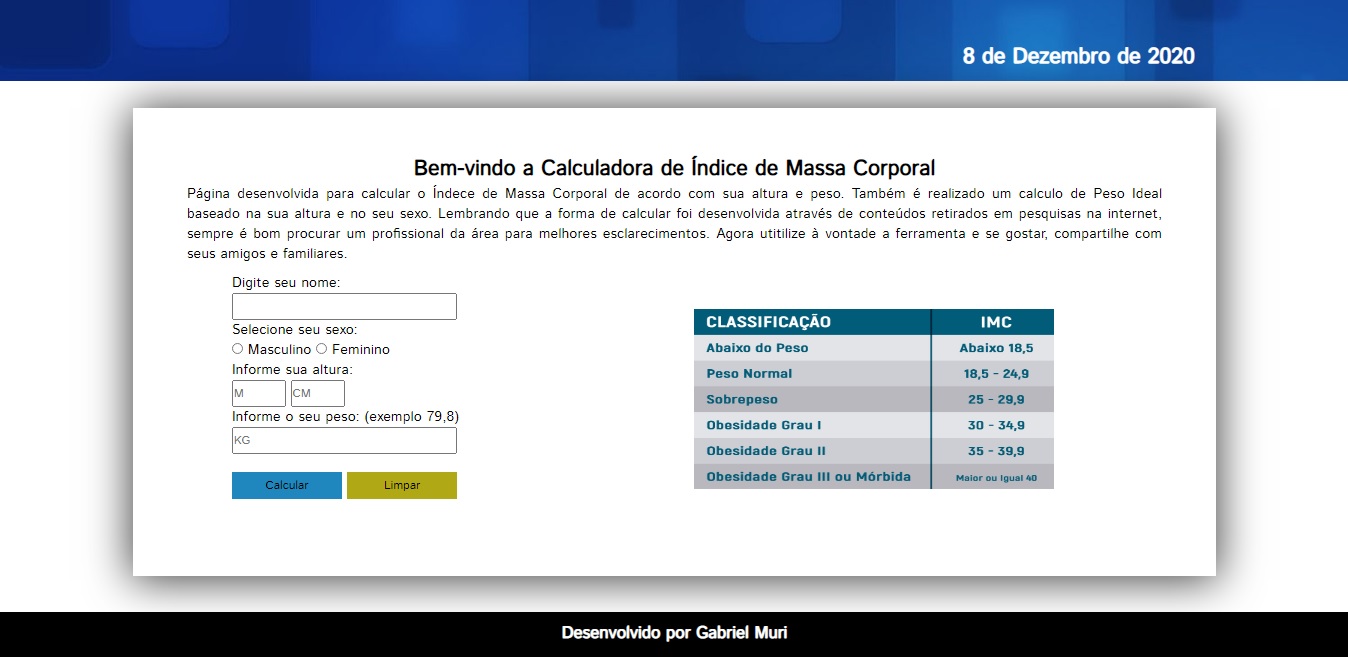 8 de Dezembro de 2020
Bem-vindo a Calculadora de Índice de Massa Corporal
Página desenvolvida para calcular o Índece de Massa Corporal de acordo com sua altura e peso. Também é realizado um calculo de Peso Ideal
baseado na sua altura e no seu sexo. Lembrando que a forma de calcular foi desenvolvida através de conteúdos retirados em pesquisas na internet,
sempre é bom procurar um profissional da área para melhores esclarecimentos. Agora utitilize à vontade a ferramenta e se gostar, compartilhe com
seus amigos e familiares.
Digite seu nome:
Selecione seu sexo:
Masculino Feminino
Informe sua altura:
M CM
Informe o seu peso: (exemplo 79,8)
KG
Calcular Limpar
CLASSIFICAÇÃO IMC
Abaixo do Peso Abaixo 18,5
Peso Normal 18,5 - 24,9
Sobrepeso 25 - 29,9
Obesidade Grau I 30 - 34,9
Obesidade Grau II 35 - 39,9
Obesidade Grau III ou Mórbida Maior ou Igual 40
Desenvolvido por Gabriel Muri